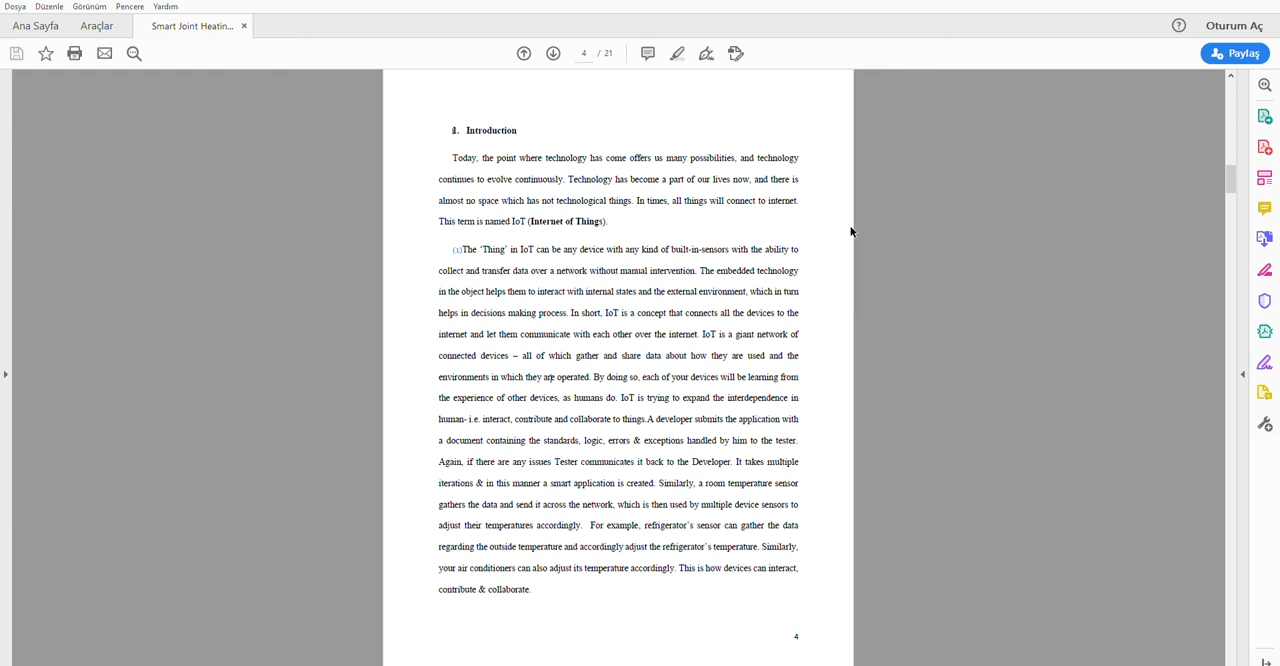 Dosya Düzenle Görünüm Pencere Yardım
Ana Sayfa Araçlar Smart Joint Heatin... × ? Oturum Aç
4 / 21 Paylaş
1. Introduction
Today, the point where technology has come offers us many possibilities, and technology
continues to evolve continuously. Technology has become a part of our lives now, and there is
almost no space which has not technological things. In times, all things will connect to internet.
This term is named IoT (Internet of Things).
(1)The 'Thing' in IoT can be any device with any kind of built-in-sensors with the ability to
collect and transfer data over a network without manual intervention. The embedded technology
in the object helps them to interact with internal states and the external environment, which in turn
helps in decisions making process. In short, IoT is a concept that connects all the devices to the
internet and let them communicate with each other over the internet. IoT is a giant network of
connected devices – all of which gather and share data about how they are used and the
environments in which they are operated. By doing so, each of your devices will be learning from
the experience of other devices, as humans do. IoT is trying to expand the interdependence in
human- i.e. interact, contribute and collaborate to things.A developer submits the application with
a document containing the standards, logic, errors & exceptions handled by him to the tester.
Again, if there are any issues Tester communicates it back to the Developer. It takes multiple
iterations & in this manner a smart application is created. Similarly, a room temperature sensor
gathers the data and send it across the network, which is then used by multiple device sensors to
adjust their temperatures accordingly. For example, refrigerator's sensor can gather the data
regarding the outside temperature and accordingly adjust the refrigerator's temperature. Similarly,
your air conditioners can also adjust its temperature accordingly. This is how devices can interact,
contribute & collaborate.
4